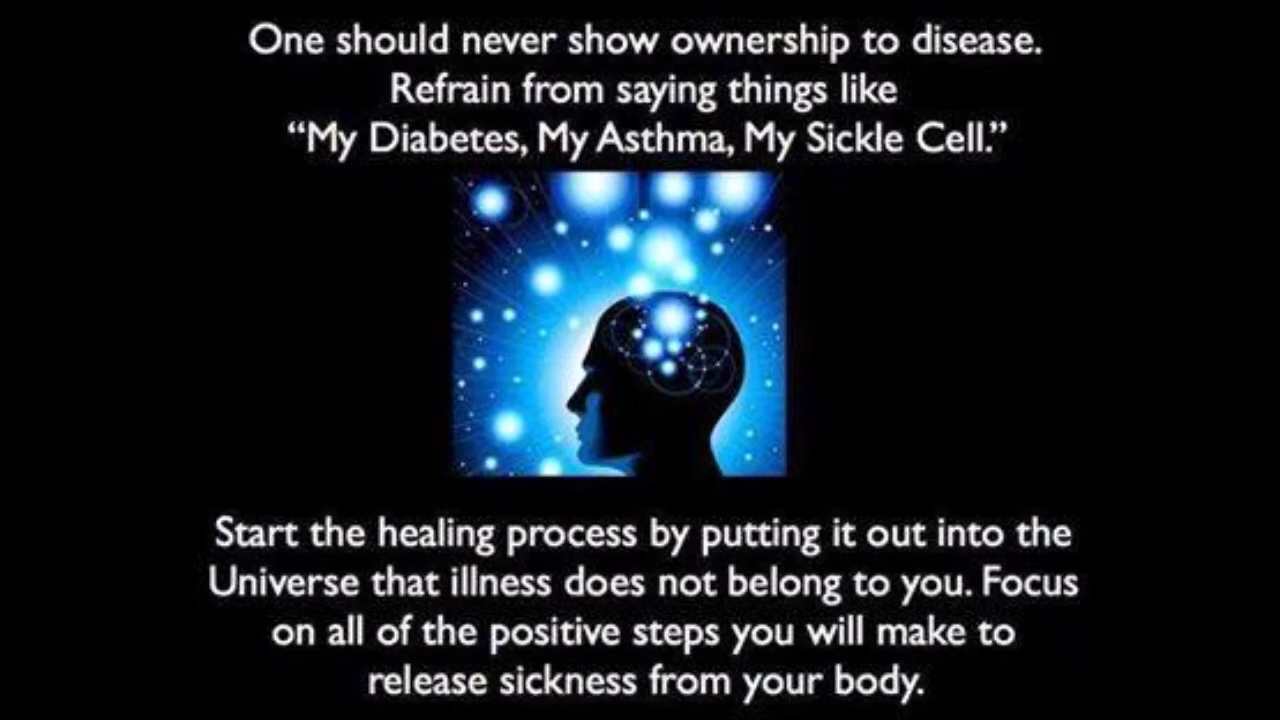 One should never show ownership to disease.
Refrain from saying things like
“My Diabetes, My Asthma, My Sickle Cell.”
Start the healing process by putting it out into the
Universe that illness does not belong to you. Focus
on all of the positive steps you will make to
release sickness from your body.